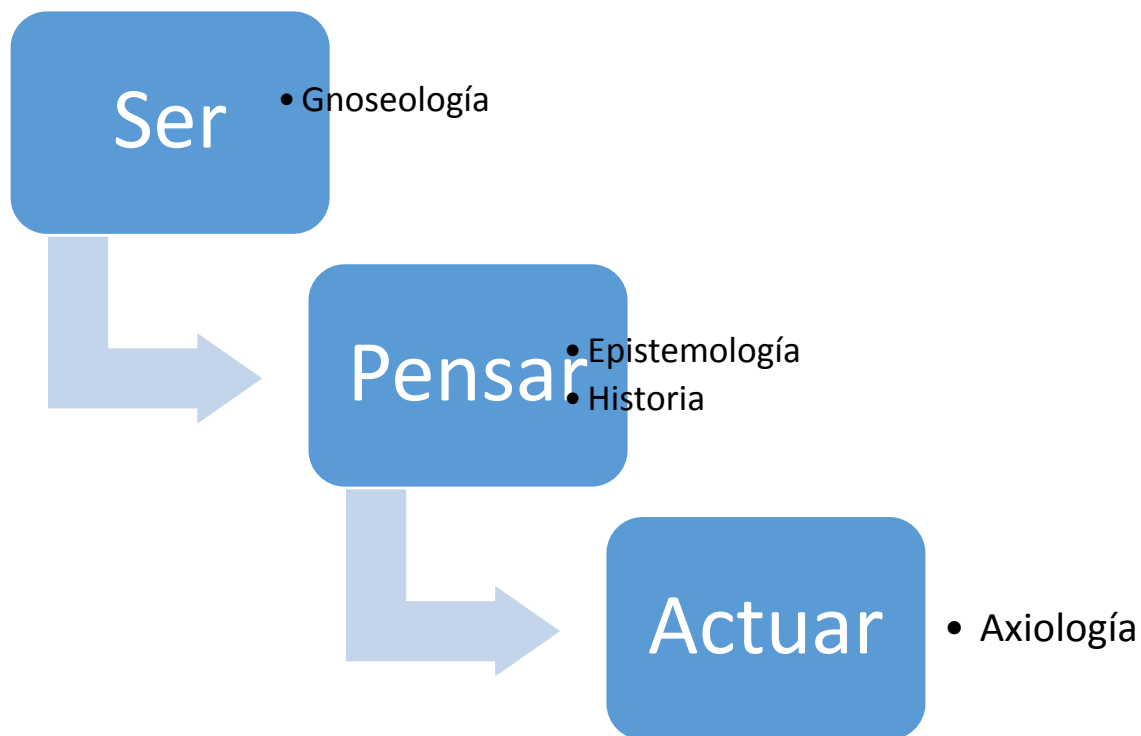 Ser
• Gnoseología
Pensar
• Epistemología
• Historia
Actuar
• Axiología